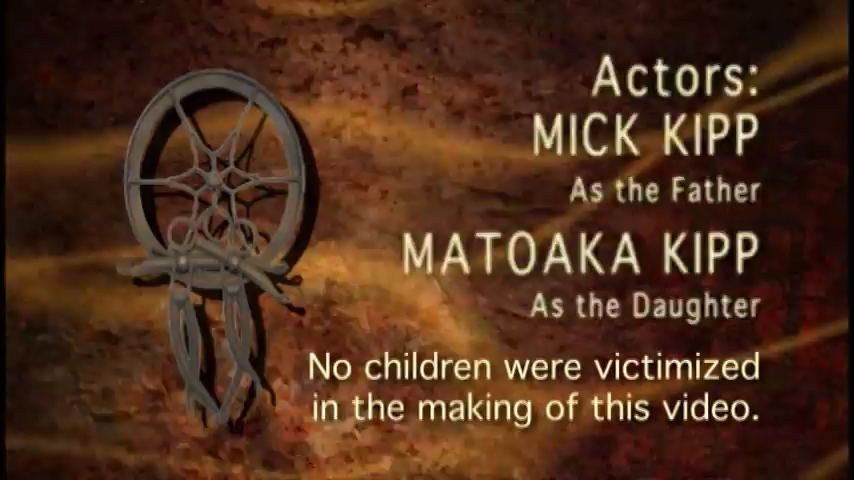 Actors:
MICK KIPP
As the Father
MATOAKA KIPP
As the Daughter
No children were victimized
in the making of this video.